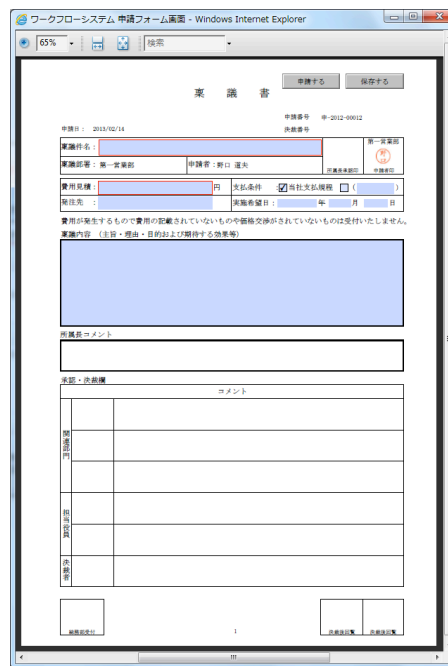 ワークフローシステム 申請フォーム画面 - Windows Internet Explorer
65%
検索
申請する 保存する
稟 議 書
申請番号 申-2012-00012
申請日： 2013/02/14 決裁番号
稟議件名： 第一営業部
稟議部署：第一営業部 申請者：野口 道夫 所属長承認印 申請者印
費用見積： 円 支払条件 ： 当社支払規程 （ ）
発注先 ： 実施希望日： 年 月 日
費用が発生するもので費用の記載されていないものや価格交渉がされていないものは受付いたしません。
稟議内容 （主旨・理由・目的および期待する効果等）
所属長コメント
承認・決裁欄
コメント
関連部門
担当役員
決裁者
1 決裁後回覧 決裁後回覧